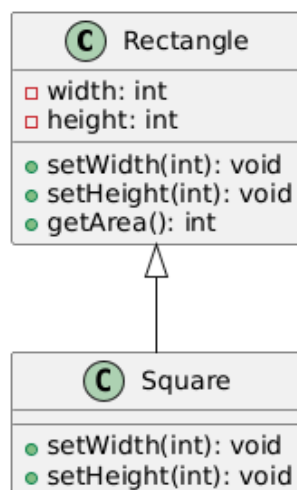 C Rectangle
width: int
height: int
setWidth(int): void
setHeight(int): void
getArea(): int
C Square
setWidth(int): void
setHeight(int): void